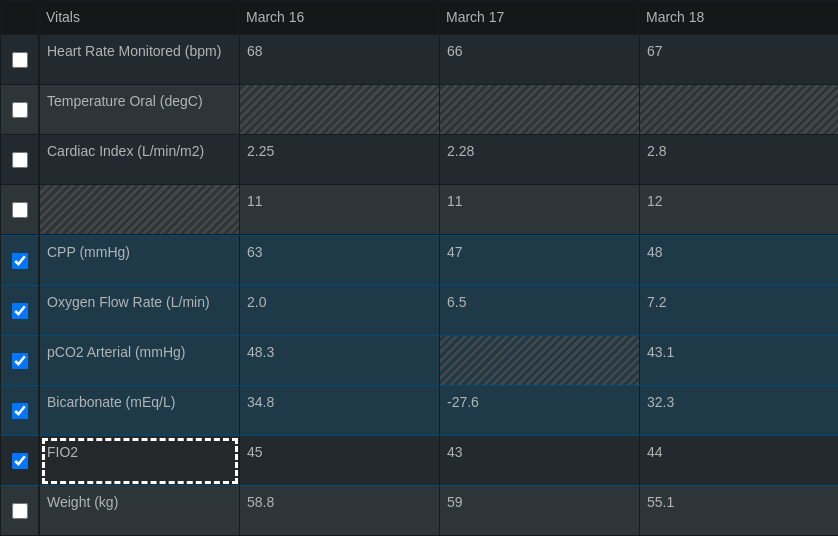 Vitals March 16 March 17 March 18
Heart Rate Monitored (bpm) 68 66 67
Temperature Oral (degC)
Cardiac Index (L/min/m2) 2.25 2.28 2.8
11 11 12
CPP (mmHg) 63 47 48
Oxygen Flow Rate (L/min) 2.0 6.5 7.2
pCO2 Arterial (mmHg) 48.3 43.1
Bicarbonate (mEq/L) 34.8 -27.6 32.3
FIO2 45 43 44
Weight (kg) 58.8 59 55.1